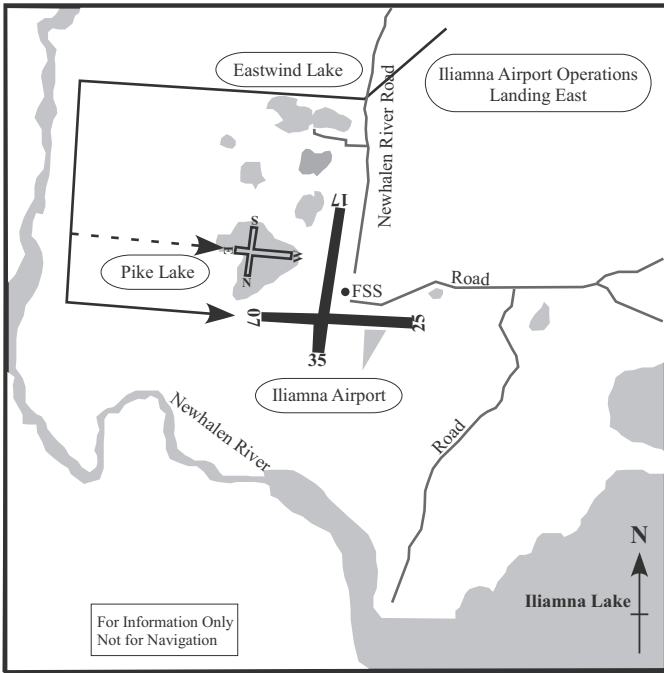 Eastwind Lake
Iliamna Airport Operations
Landing East
Newhalen River Road
17
S
E
W
N
Pike Lake
FSS
Road
07
25
35
Iliamna Airport
Newhalen River
Road
N
Iliamna Lake
For Information Only
Not for Navigation